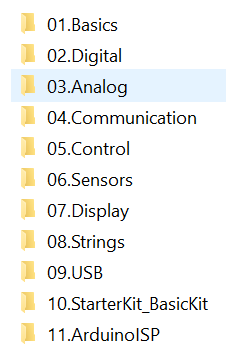 01.Basics
02.Digital
03.Analog
04.Communication
05.Control
06.Sensors
07.Display
08.Strings
09.USB
10.StarterKit_BasicKit
11.ArduinoISP